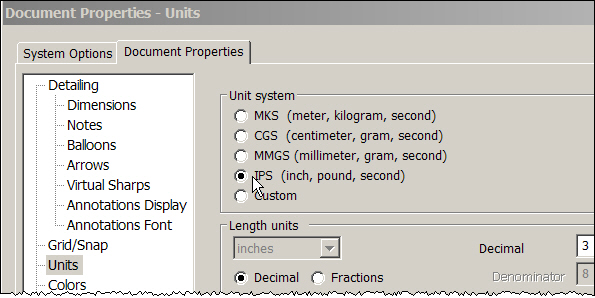 Document Properties - Units
System Options Document Properties
Detailing
Dimensions
Notes
Balloons
Arrows
Virtual Sharps
Annotations Display
Annotations Font
Grid/Snap
Units
Colors
Unit system
MKS (meter, kilogram, second)
CGS (centimeter, gram, second)
MMGS (millimeter, gram, second)
IPS (inch, pound, second)
Custom
Length units
inches Decimal 3
Decimal Fractions Denominator 8